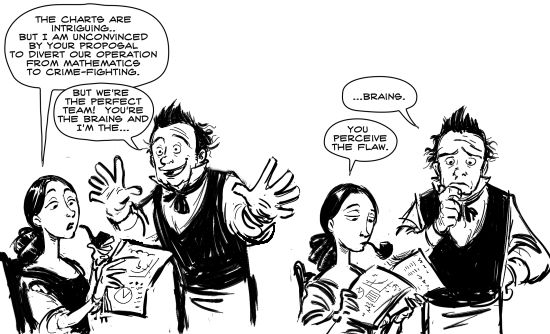 THE CHARTS ARE
INTRIGUING..
BUT I AM UNCONVINCED
BY YOUR PROPOSAL
TO DIVERT OUR OPERATION
FROM MATHEMATICS
TO CRIME-FIGHTING.
BUT WE'RE
THE PERFECT
TEAM! YOU'RE
THE BRAINS AND
I'M THE...
...BRAINS.
YOU
PERCEIVE
THE FLAW.